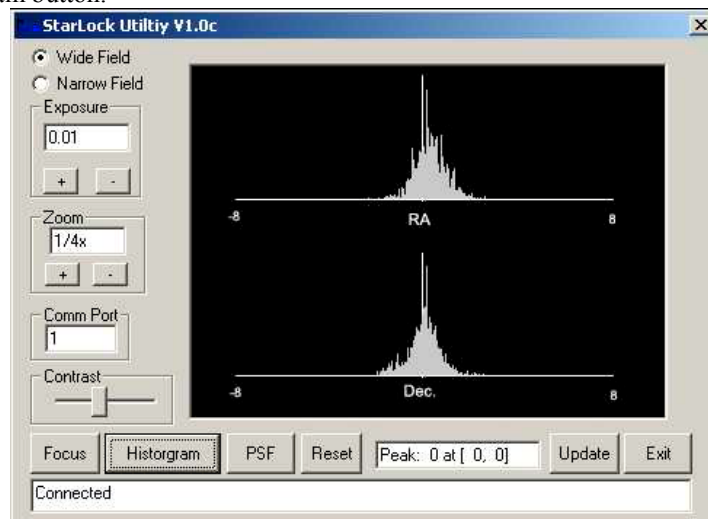 button.
StarLock Utiltiy V1.0c
Wide Field
Narrow Field
Exposure
0.01
+ -
Zoom
1/4x
+ -
Comm Port
1
Contrast
-8 RA 8
-8 Dec. 8
Focus Historgram PSF Reset Peak: 0 at [ 0, 0] Update Exit
Connected